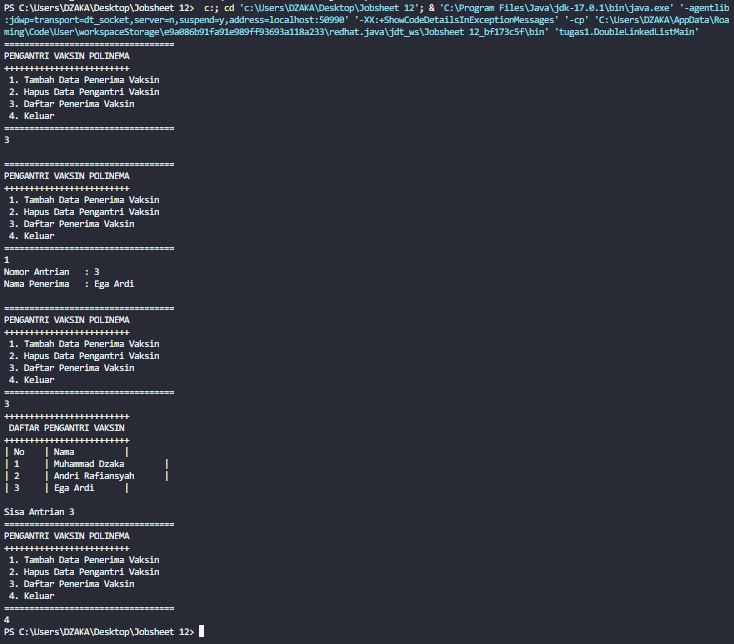 PS C:\Users\DZAKA\Desktop\Jobsheet 12>  c:; cd 'c:\Users\DZAKA\Desktop\Jobsheet 12'; & 'C:\Program Files\Java\jdk-17.0.1\bin\java.exe' '-agentlib
:jdwp=transport=dt_socket,server=n,suspend=y,address=localhost:50990' '-XX:+ShowCodeDetailsInExceptionMessages' '-cp' 'C:\Users\DZAKA\AppData\Roa
ming\Code\User\workspaceStorage\e9a086b91fa91e989ff93693a118a233\redhat.java\jdt_ws\Jobsheet 12_bf173c5f\bin' 'tugas1.DoubleLinkedListMain'
==================================
PENGANTRI VAKSIN POLINEMA
+++++++++++++++++++++++++
 1. Tambah Data Penerima Vaksin
 2. Hapus Data Pengantri Vaksin
 3. Daftar Penerima Vaksin
 4. Keluar
==================================
3

==================================
PENGANTRI VAKSIN POLINEMA
+++++++++++++++++++++++++
 1. Tambah Data Penerima Vaksin
 2. Hapus Data Pengantri Vaksin
 3. Daftar Penerima Vaksin
 4. Keluar
==================================
1
Nomor Antrian   : 3
Nama Penerima   : Ega Ardi

==================================
PENGANTRI VAKSIN POLINEMA
+++++++++++++++++++++++++
 1. Tambah Data Penerima Vaksin
 2. Hapus Data Pengantri Vaksin
 3. Daftar Penerima Vaksin
 4. Keluar
==================================
3
+++++++++++++++++++++++++
 DAFTAR PENGANTRI VAKSIN
+++++++++++++++++++++++++
| No    | Nama          |
| 1     | Muhammad Dzaka        |
| 2     | Andri Rafiansyah      |
| 3     | Ega Ardi      |

Sisa Antrian 3
==================================
PENGANTRI VAKSIN POLINEMA
+++++++++++++++++++++++++
 1. Tambah Data Penerima Vaksin
 2. Hapus Data Pengantri Vaksin
 3. Daftar Penerima Vaksin
 4. Keluar
==================================
4
PS C:\Users\DZAKA\Desktop\Jobsheet 12>